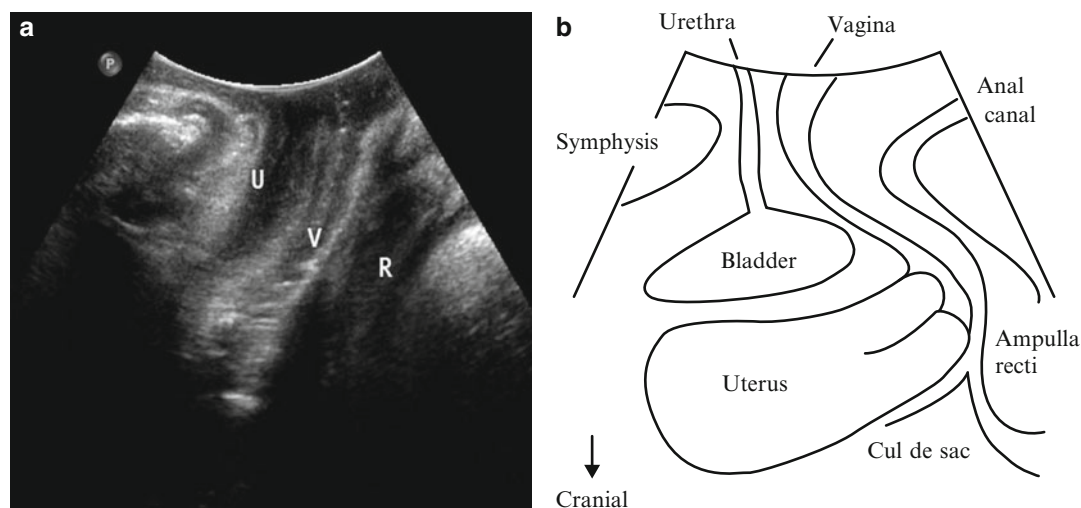 a
P
U
V
R
b
Urethra
Vagina
Anal
canal
Symphysis
Bladder
Ampulla
recti
Uterus
Cul de sac
Cranial